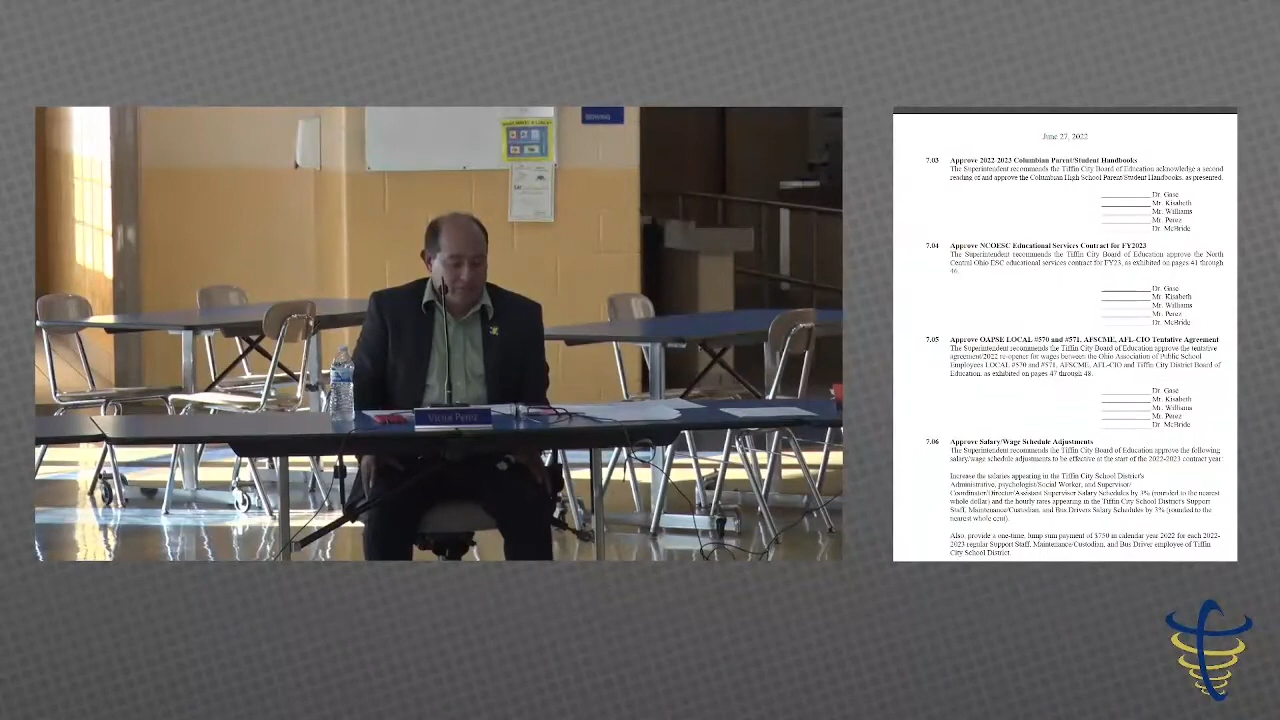 SERVING
Victor Perez
June 27, 2022
7.03 Approve 2022-2023 Columbian Parent/Student Handbooks
The Superintendent recommends the Tiffin City Board of Education acknowledge a second
reading of and approve the Columbian High School Parent/Student Handbooks, as presented.
Dr. Gase
Mr. Kisabeth
Mr. Williams
Mr. Perez
Dr. McBride
7.04 Approve NCOESC Educational Services Contract for FY2023
The Superintendent recommends the Tiffin City Board of Education approve the North
Central Ohio ESC educational services contract for FY23, as exhibited on pages 41 through
46.
Dr. Gase
Mr. Kisabeth
Mr. Williams
Mr. Perez
Dr. McBride
7.05 Approve OAPSE LOCAL #570 and #571, AFSCME, AFL-CIO Tentative Agreement
The Superintendent recommends the Tiffin City Board of Education approve the tentative
agreement/2022 re-opener for wages between the Ohio Association of Public School
Employees LOCAL #570 and #571, AFSCME, AFL-CIO and Tiffin City District Board of
Education, as exhibited on pages 47 through 48.
Dr. Gase
Mr. Kisabeth
Mr. Williams
Mr. Perez
Dr. McBride
7.06 Approve Salary/Wage Schedule Adjustments
The Superintendent recommends the Tiffin City Board of Education approve the following
salary/wage schedule adjustments to be effective at the start of the 2022-2023 contract year:
Increase the salaries appearing in the Tiffin City School District's
Administrative, psychologist/Social Worker, and Supervisor/
Coordinator/Director/Assistant Supervisor Salary Schedules by 3% (rounded to the nearest
whole dollar) and the hourly rates appearing in the Tiffin City School District's Support
Staff, Maintenance/Custodian, and Bus Drivers Salary Schedules by 3% (rounded to the
nearest whole cent).
Also, provide a one-time, lump sum payment of $750 in calendar year 2022 for each 2022-
2023 regular Support Staff, Maintenance/Custodian, and Bus Driver employee of Tiffin
City School District.